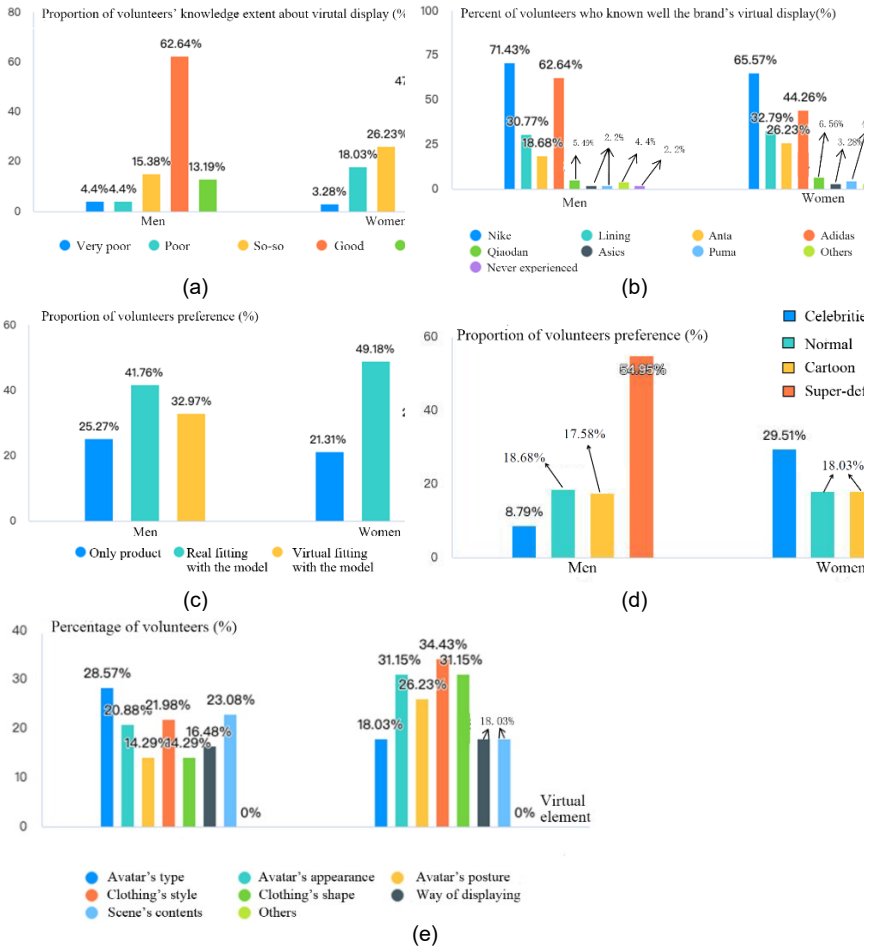 Proportion of volunteers' knowledge extent about virutal display (%
80
60
40
20
0
4.4%
4.4%
15.38%
62.64%
13.19%
3.28%
18.03%
26.23%
47
Men
Women
Very poor
Poor
So-so
Good
(a)
Percent of volunteers who known well the brand's virtual display(%)
100
75
50
25
0
71.43%
30.77%
18.68%
62.64%
5.49%
2.2%
4.4%
2.2%
65.57%
32.79%
26.23%
44.26%
6.56%
3.28%
Men
Women
Nike
Lining
Anta
Adidas
Qiaodan
Asics
Puma
Others
Never experienced
(b)
Proportion of volunteers preference (%)
60
40
20
0
25.27%
41.76%
32.97%
21.31%
49.18%
Men
Women
Only product
Real fitting
with the model
Virtual fitting
with the model
(c)
Proportion of volunteers preference (%)
60
40
20
0
8.79%
18.68%
17.58%
54.95%
29.51%
18.03%
Men
Women
Celebritie
Normal
Cartoon
Super-def
(d)
Percentage of volunteers (%)
40
30
20
10
0
28.57%
20.88%
14.29%
21.98%
14.29%
16.48%
23.08%
0%
18.03%
31.15%
26.23%
34.43%
31.15%
18.03%
0%
Virtual
element
Avatar's type
Avatar's appearance
Avatar's posture
Clothing's style
Clothing's shape
Way of displaying
Scene's contents
Others
(e)